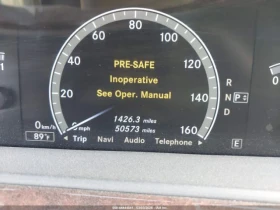 PRE-SAFE
Inoperative
See Oper. Manual
20
40
60
80
100
120
140
160
0 km/h
0 mph
1426.3 miles
50573 miles
89°F
Trip Navi Audio Telephone
R
N P
D
E
1
0